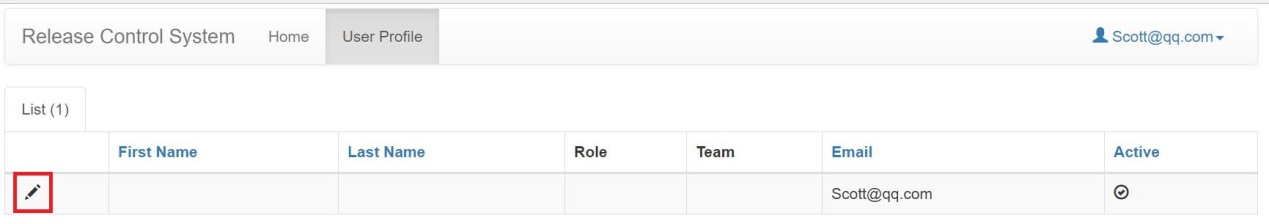 Release Control System Home User Profile Scott@qq.com
List (1)
First Name Last Name Role Team Email Active
Scott@qq.com